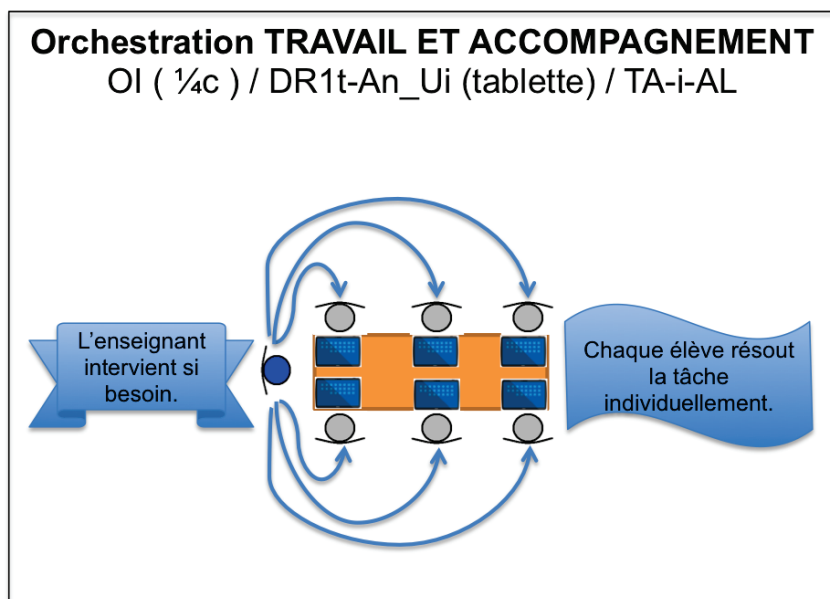 Orchestration TRAVAIL ET ACCOMPAGNEMENT
OI ( ¼c ) / DR1t-An_Ui (tablette) / TA-i-AL
L’enseignant
intervient si
besoin.
Chaque élève résout
la tâche
individuellement.